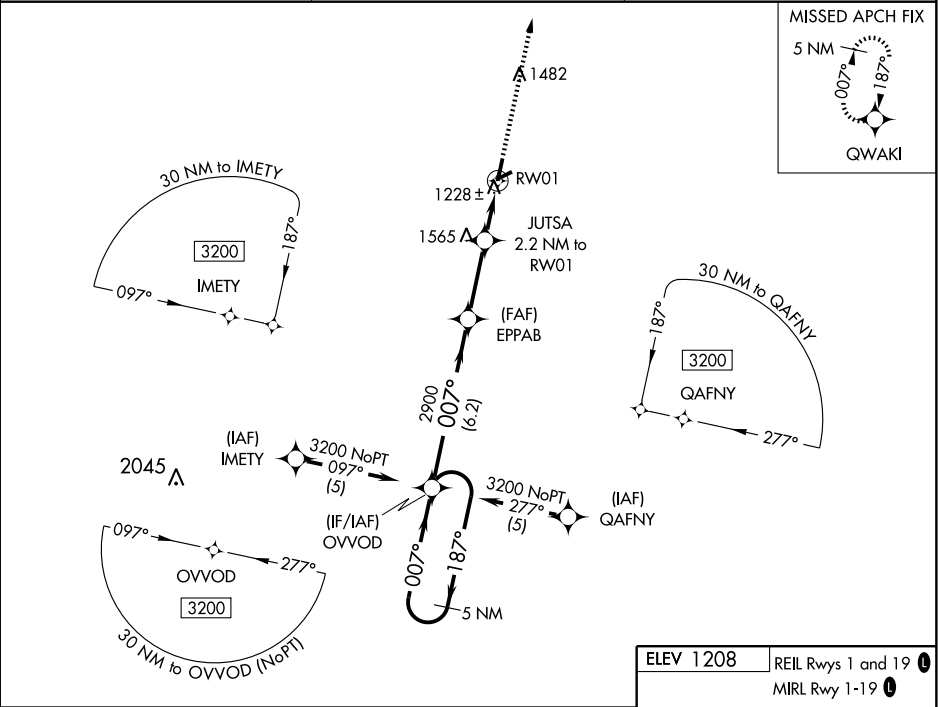 MISSED APCH FIX
5 NM
007°
187°
QWAKI
1482
RW01
1228 ±
1565
JUTSA
2.2 NM to
RW01
(FAF)
EPPAB
30 NM to IMETY
187°
3200
IMETY
097°
30 NM to QAFNY
187°
3200
QAFNY
277°
2900
007°
(6.2)
(IAF)
IMETY
3200 NoPT
097°
(5)
2045
3200 NoPT
277°
(5)
(IAF)
QAFNY
(IF/IAF)
OVVOD
007°
187°
5 NM
097°
277°
OVVOD
3200
30 NM to OVVOD (NoPT)
ELEV 1208
REIL Rwys 1 and 19 L
MIRL Rwy 1-19 L